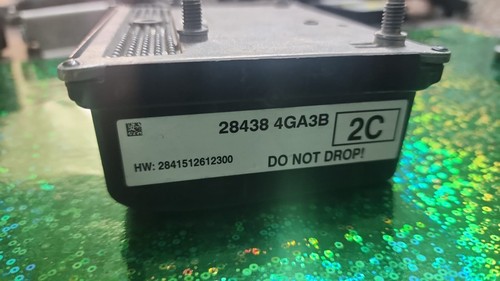 28438 4GA3B
2C
HW: 2841512612300
DO NOT DROP!